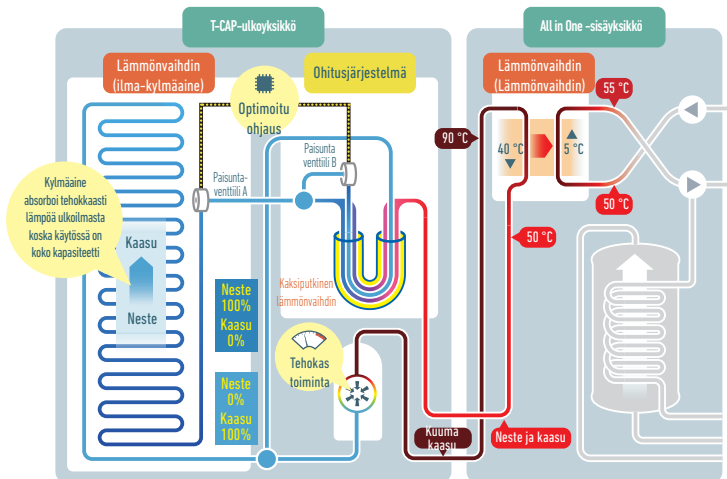 T-CAP-ulkoyksikkö
All in One -sisäyksikkö
Lämmönvaihdin
(ilma-kylmäaine)
Ohitusjärjestelmä
Lämmönvaihdin
(Lämmönvaihdin)
Optimoitu
ohjaus
55 °C
90 °C
40 °C
5 °C
50 °C
50 °C
Paisunta
venttiili B
Paisunta-
venttiili A
Kylmäaine
absorboi tehokkaasti
lämpöä ulkoilmasta
koska käytössä on
koko kapasiteetti
Kaasu
Neste
Kaksiputkinen
lämmönvaihdin
Neste
100%
Kaasu
0%
Neste
0%
Kaasu
100%
Tehokas
toiminta
Kuuma
kaasu
Neste ja kaasu